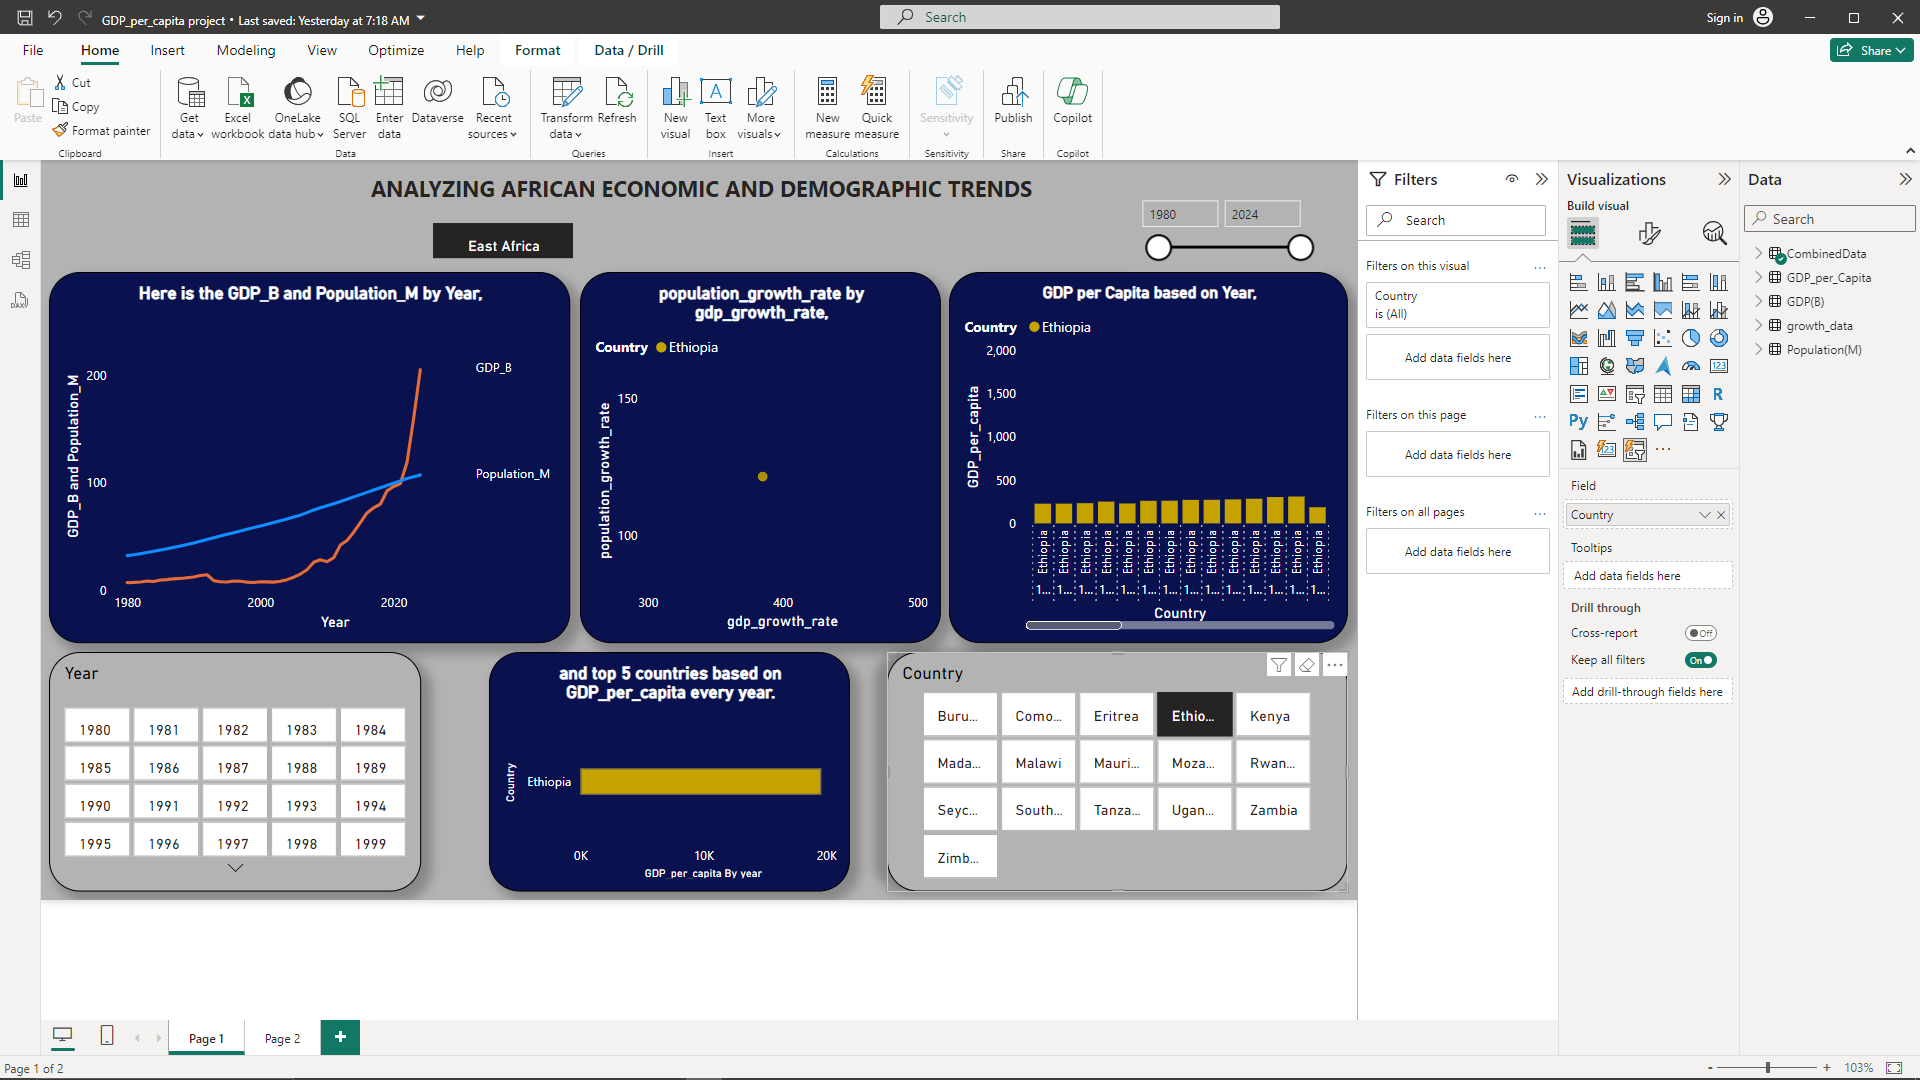 GDP_per_capita project • Last saved: Yesterday at 7:18 AM
Search
Sign in
File
Home
Insert
Modeling
View
Optimize
Help
Format
Data / Drill
Share
Paste
Cut
Copy
Format painter
Clipboard
Get data
Excel workbook
OneLake data hub
SQL Server
Enter data
Dataverse
Recent sources
Data
Transform data
Refresh
Queries
New visual
Text box
More visuals
Insert
New measure
Quick measure
Calculations
Sensitivity
Sensitivity
Publish
Share
Copilot
Copilot
ANALYZING AFRICAN ECONOMIC AND DEMOGRAPHIC TRENDS
East Africa
1980
2024
Here is the GDP_B and Population_M by Year,
GDP_B and Population_M
200
100
0
GDP_B
Population_M
1980
2000
2020
Year
population_growth_rate by
gdp_growth_rate,
Country
Ethiopia
population_growth_rate
150
100
300
400
500
gdp_growth_rate
GDP per Capita based on Year,
Country
Ethiopia
GDP_per_capita
2,000
1,500
1,000
500
0
Ethiopia
Ethiopia
Ethiopia
Ethiopia
Ethiopia
Ethiopia
Ethiopia
Ethiopia
Ethiopia
Ethiopia
Ethiopia
Ethiopia
Ethiopia
Ethiopia
1...
1...
1...
1...
1...
1...
1...
1...
1...
1...
1...
1...
1...
1...
Country
Year
1980
1981
1982
1983
1984
1985
1986
1987
1988
1989
1990
1991
1992
1993
1994
1995
1996
1997
1998
1999
and top 5 countries based on
GDP_per_capita every year.
Country
Ethiopia
0K
10K
20K
GDP_per_capita By year
Country
Buru...
Como...
Eritrea
Ethio...
Kenya
Mada...
Malawi
Mauri...
Moza...
Rwan...
Seyc...
South...
Tanza...
Ugan...
Zambia
Zimb...
Filters
Search
Filters on this visual
Country
is (All)
Add data fields here
Filters on this page
Add data fields here
Filters on all pages
Add data fields here
Visualizations
Build visual
123
R
Py
123
Field
Country
Tooltips
Add data fields here
Drill through
Cross-report
Off
Keep all filters
On
Add drill-through fields here
Data
Search
CombinedData
GDP_per_Capita
GDP(B)
growth_data
Population(M)
Page 1
Page 2
Page 1 of 2
-
+
103%